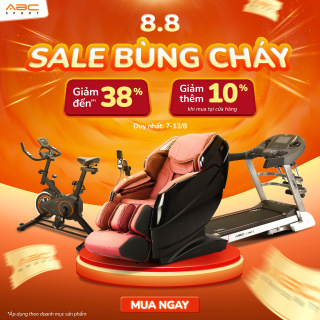 ABC
SPORT
8.8
SALE BÙNG CHÁY
Giảm đến(*) 38%
Giảm thêm 10%
khi mua tại cửa hàng
Duy nhất: 7-13/8
MUA NGAY
*Áp dụng theo danh mục sản phẩm